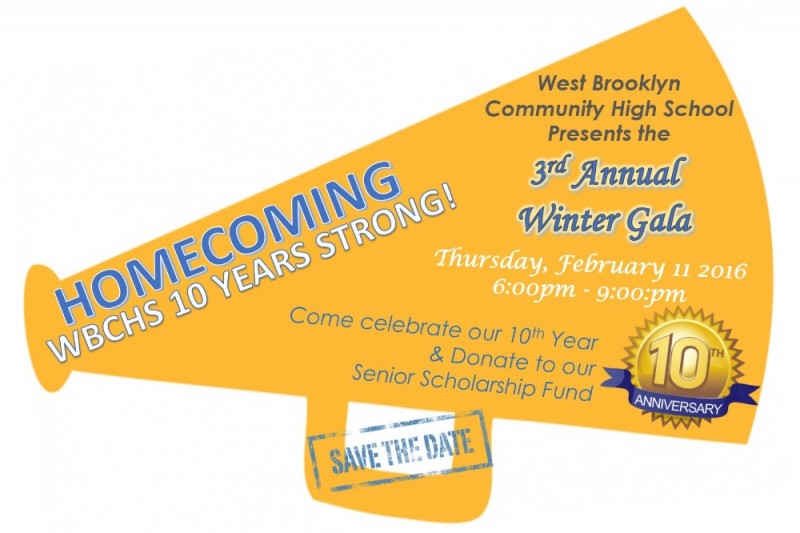 West Brooklyn
Community High School
Presents the
3rd Annual
Winter Gala
Thursday, February 11 2016
6:00pm - 9:00:pm
HOMECOMING
WBCHS 10 YEARS STRONG!
Come celebrate our 10th Year
& Donate to our
Senior Scholarship Fund
10TH
ANNIVERSARY
SAVE THE DATE